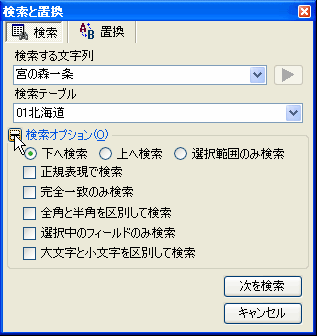 検索と置換
検索 置換
検索する文字列
宮の森一条
検索テーブル
01北海道
検索オプション(O)
下へ検索 上へ検索 選択範囲のみ検索
正規表現で検索
完全一致のみ検索
全角と半角を区別して検索
選択中のフィールドのみ検索
大文字と小文字を区別して検索
次を検索
キャンセル